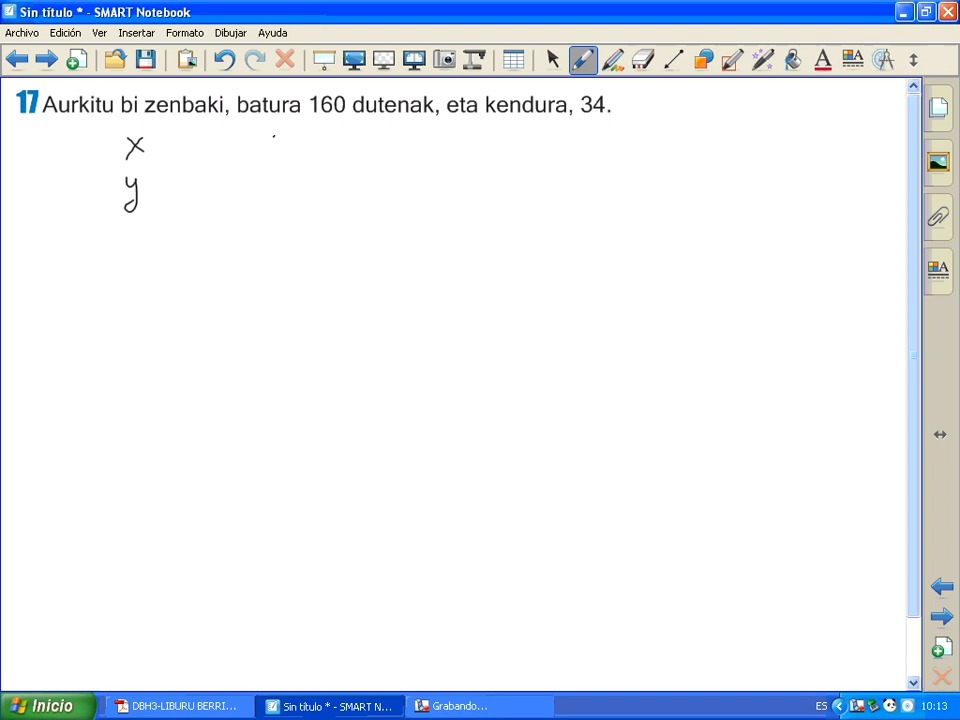 Sin título * - SMART Notebook
Archivo Edición Ver Insertar Formato Dibujar Ayuda
17 Aurkitu bi zenbaki, batura 160 dutenak, eta kendura, 34.
x
y
Inicio DBH3-LIBURU BERRI... Sin título * - SMART N... Grabando... ES 10:13